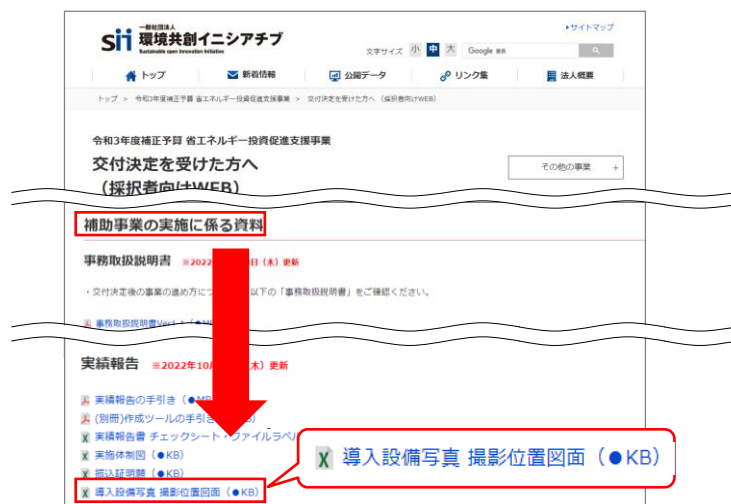 一般社団法人
sii 環境共創イニシアチブ
Sustainable open Innovation Initiative
サイトマップ
文字サイズ 小 中 大 Google
トップ 新着情報 公開データ リンク集 法人概要
トップ > 令和3年度補正予算 省エネルギー投資促進支援事業 > 交付決定を受けた方へ (採択者向けWEB)
令和3年度補正予算 省エネルギー投資促進支援事業
交付決定を受けた方へ
(採択者向けWEB)
その他の事業 +
補助事業の実施に係る資料
事務取扱説明書 ※2022 日(木)更新
・交付決定後の事業の進め方に 以下の「事務取扱説明書」をご確認ください。
事務取扱説明書Ver1.1(●M
実績報告 ※2022年10 木)更新
実績報告の手引き(●MB
(別冊)作成ツールの手引き
実績報告書 チェックシート・ファイルラベル
実施体制図(●KB)
振込証明願(●KB)
導入設備写真 撮影位置図面(●KB)
導入設備写真 撮影位置図面(●KB)